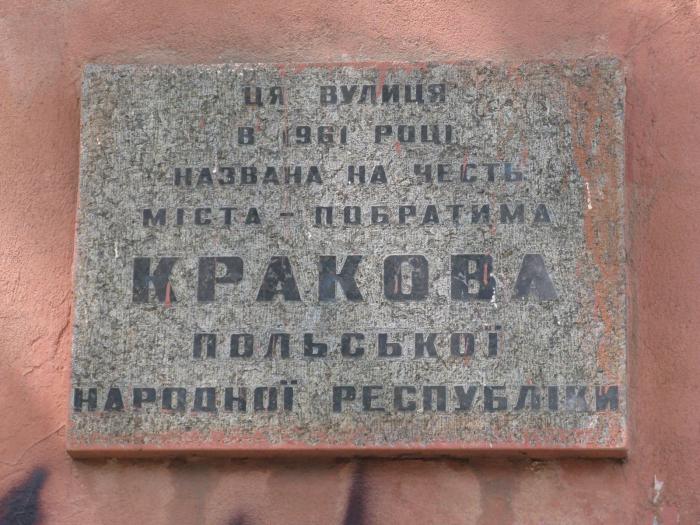 ЦЯ ВУЛИЦЯ
В 1961 РОЦІ
НАЗВАНА НА ЧЕСТЬ
МІСТА - ПОБРАТИМА
КРАКОВА
ПОЛЬСЬКОЇ
НАРОДНОЇ РЕСПУБЛІКИ